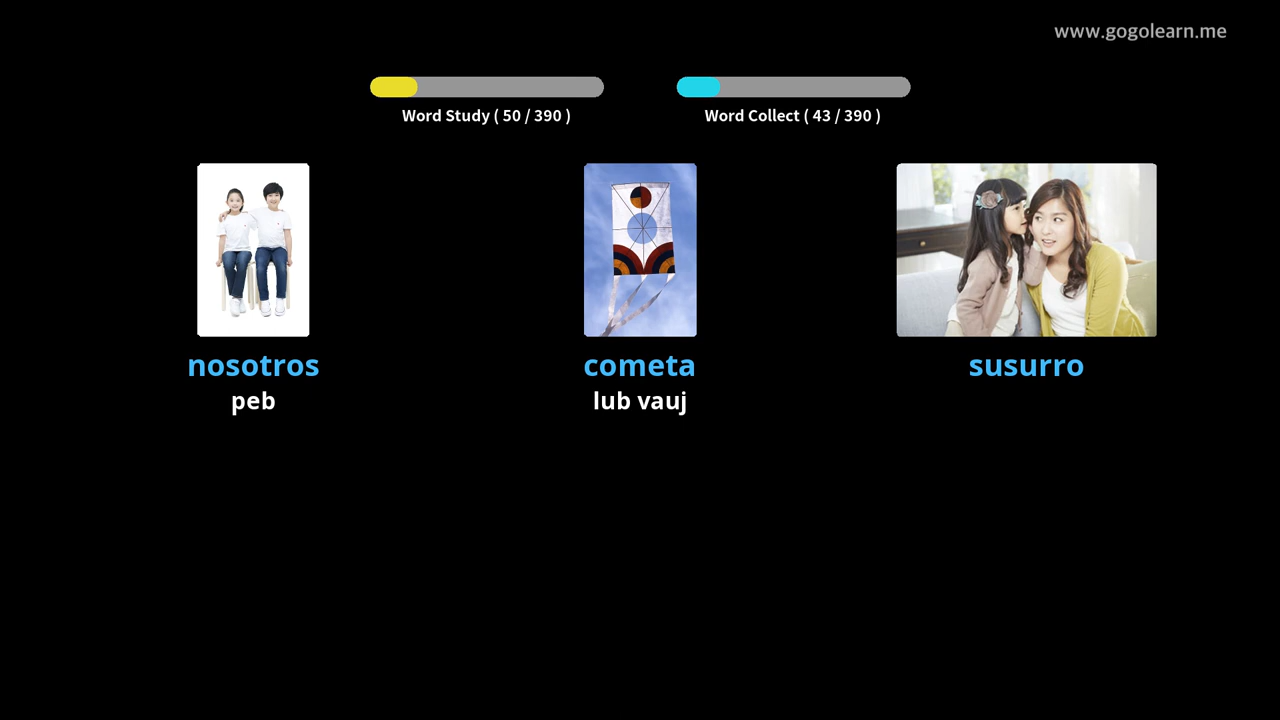 www.gogolearn.me
Word Study ( 50 / 390 )
Word Collect ( 43 / 390 )
nosotros
peb
cometa
lub vauj
susurro